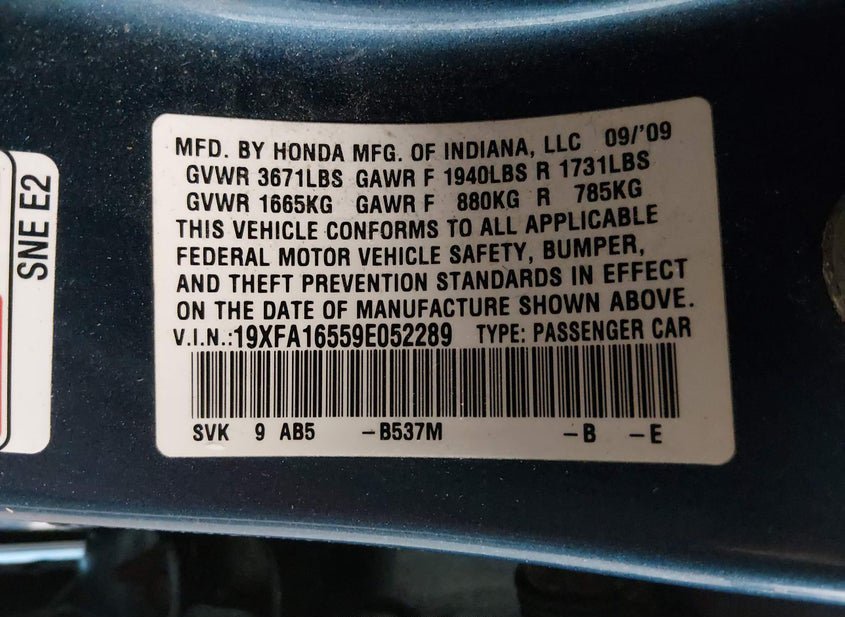 SNE E2
MFD. BY HONDA MFG. OF INDIANA, LLC 09/'09
GVWR 3671LBS GAWR F 1940LBS R 1731LBS
GVWR 1665KG GAWR F 880KG R 785KG
THIS VEHICLE CONFORMS TO ALL APPLICABLE
FEDERAL MOTOR VEHICLE SAFETY, BUMPER,
AND THEFT PREVENTION STANDARDS IN EFFECT
ON THE DATE OF MANUFACTURE SHOWN ABOVE.
V.I.N.:19XFA16559E052289 TYPE: PASSENGER CAR
SVK 9 AB5 -B537M -B -E